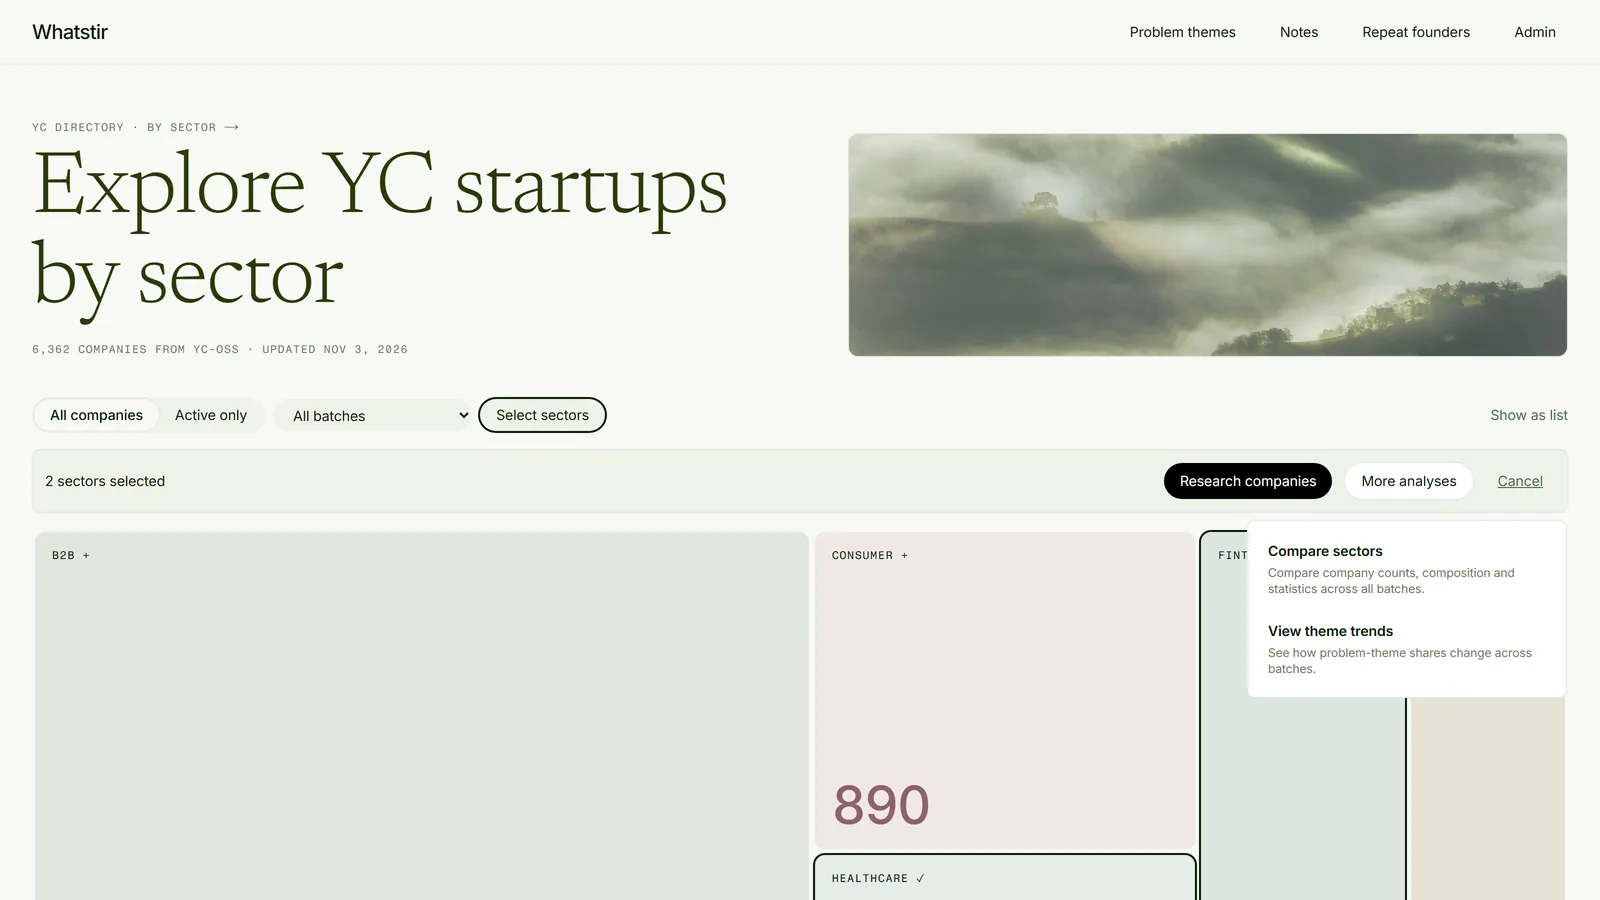 Whatstir
Problem themes
Notes
Repeat founders
Admin
YC DIRECTORY · BY SECTOR →
Explore YC startups
by sector
6,362 COMPANIES FROM YC-OSS · UPDATED NOV 3, 2026
All companies
Active only
All batches
Select sectors
Show as list
2 sectors selected
Research companies
More analyses
Cancel
B2B +
CONSUMER +
FINT
Compare sectors
Compare company counts, composition and
statistics across all batches.
View theme trends
See how problem-theme shares change across
batches.
890
HEALTHCARE ✓